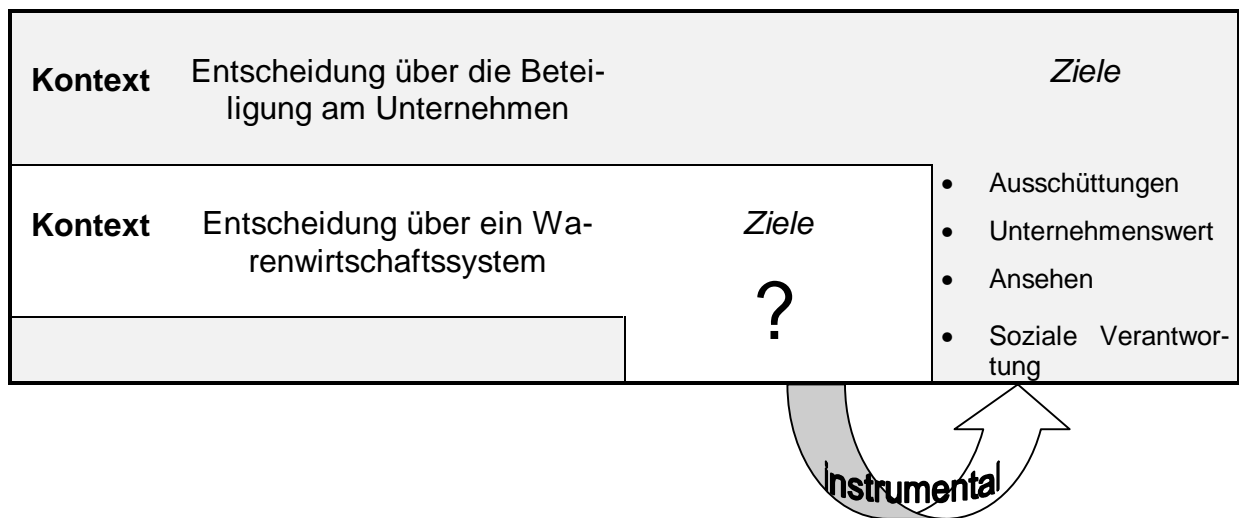 Kontext Entscheidung über die Betei-
ligung am Unternehmen
Ziele
Kontext Entscheidung über ein Wa-
renwirtschaftssystem
Ziele
?
• Ausschüttungen
• Unternehmenswert
• Ansehen
• Soziale Verantwor-
tung
instrumental